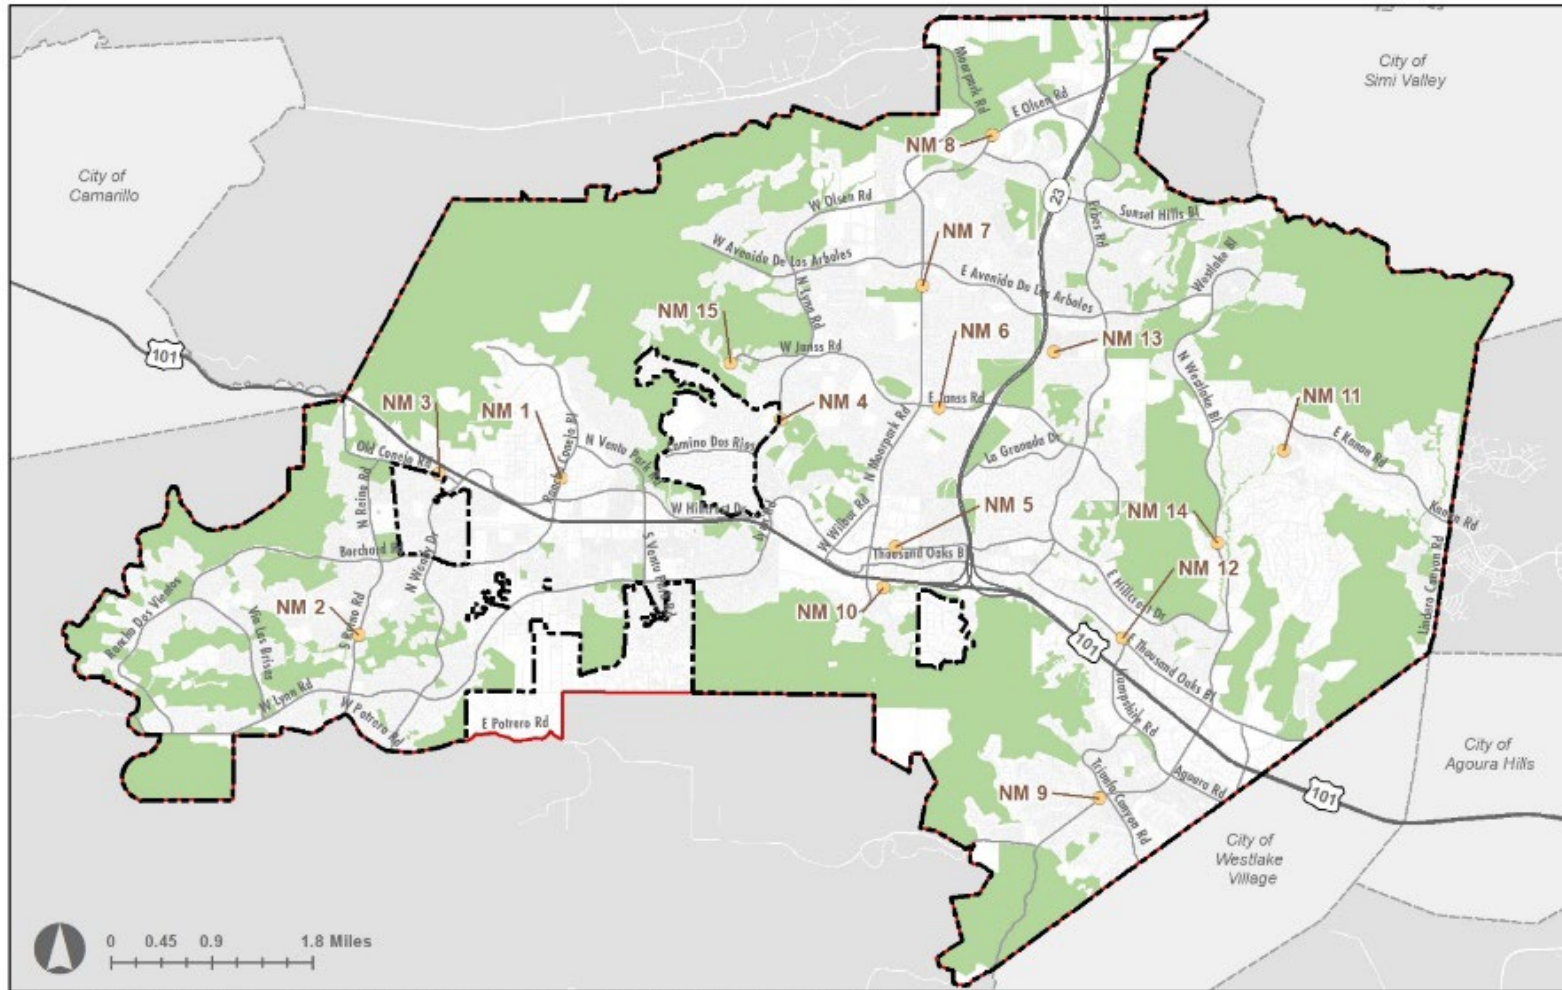 City of
Simi Valley
Moorpark Rd
E Olsen Rd
NM 8
City of
Camarillo
23
W Olsen Rd
Erbes Rd
Sunset Hills Bl
NM 7
W Avenida De Los Arboles
E Avenida De Los Arboles
Westlake Bl
N Lynn Rd
NM 15
NM 6
NM 13
W Janss Rd
101
N Westlake Bl
NM 3
NM 1
NM 4
E Janss Rd
NM 11
Old Conejo Rd
Rancho Conejo Bl
N Ventu Park Rd
Camino Dos Rios
N Moorpark Rd
La Granada Dr
E Kanan Rd
N Reino Rd
W Hillcrest Dr
Lynn Rd
W Wilbur Rd
NM 5
NM 14
Kanan Rd
Borchard Rd
N Wendy Dr
S Ventu Park Rd
Thousand Oaks Bl
NM 12
Lindero Canyon Rd
Rancho Dos Vientos
Via Las Brisas
NM 2
S Reino Rd
NM 10
E Hillcrest Dr
101
E Thousand Oaks Bl
W Lynn Rd
W Potrero Rd
E Potrero Rd
Hampshire Rd
City of
Agoura Hills
NM 9
Triunfo Canyon Rd
Agoura Rd
101
City of
Westlake
Village
0 0.45 0.9 1.8 Miles